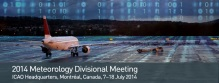 2014 Meteorology Divisional Meeting
ICAO Headquarters, Montréal, Canada, 7–18 July 2014